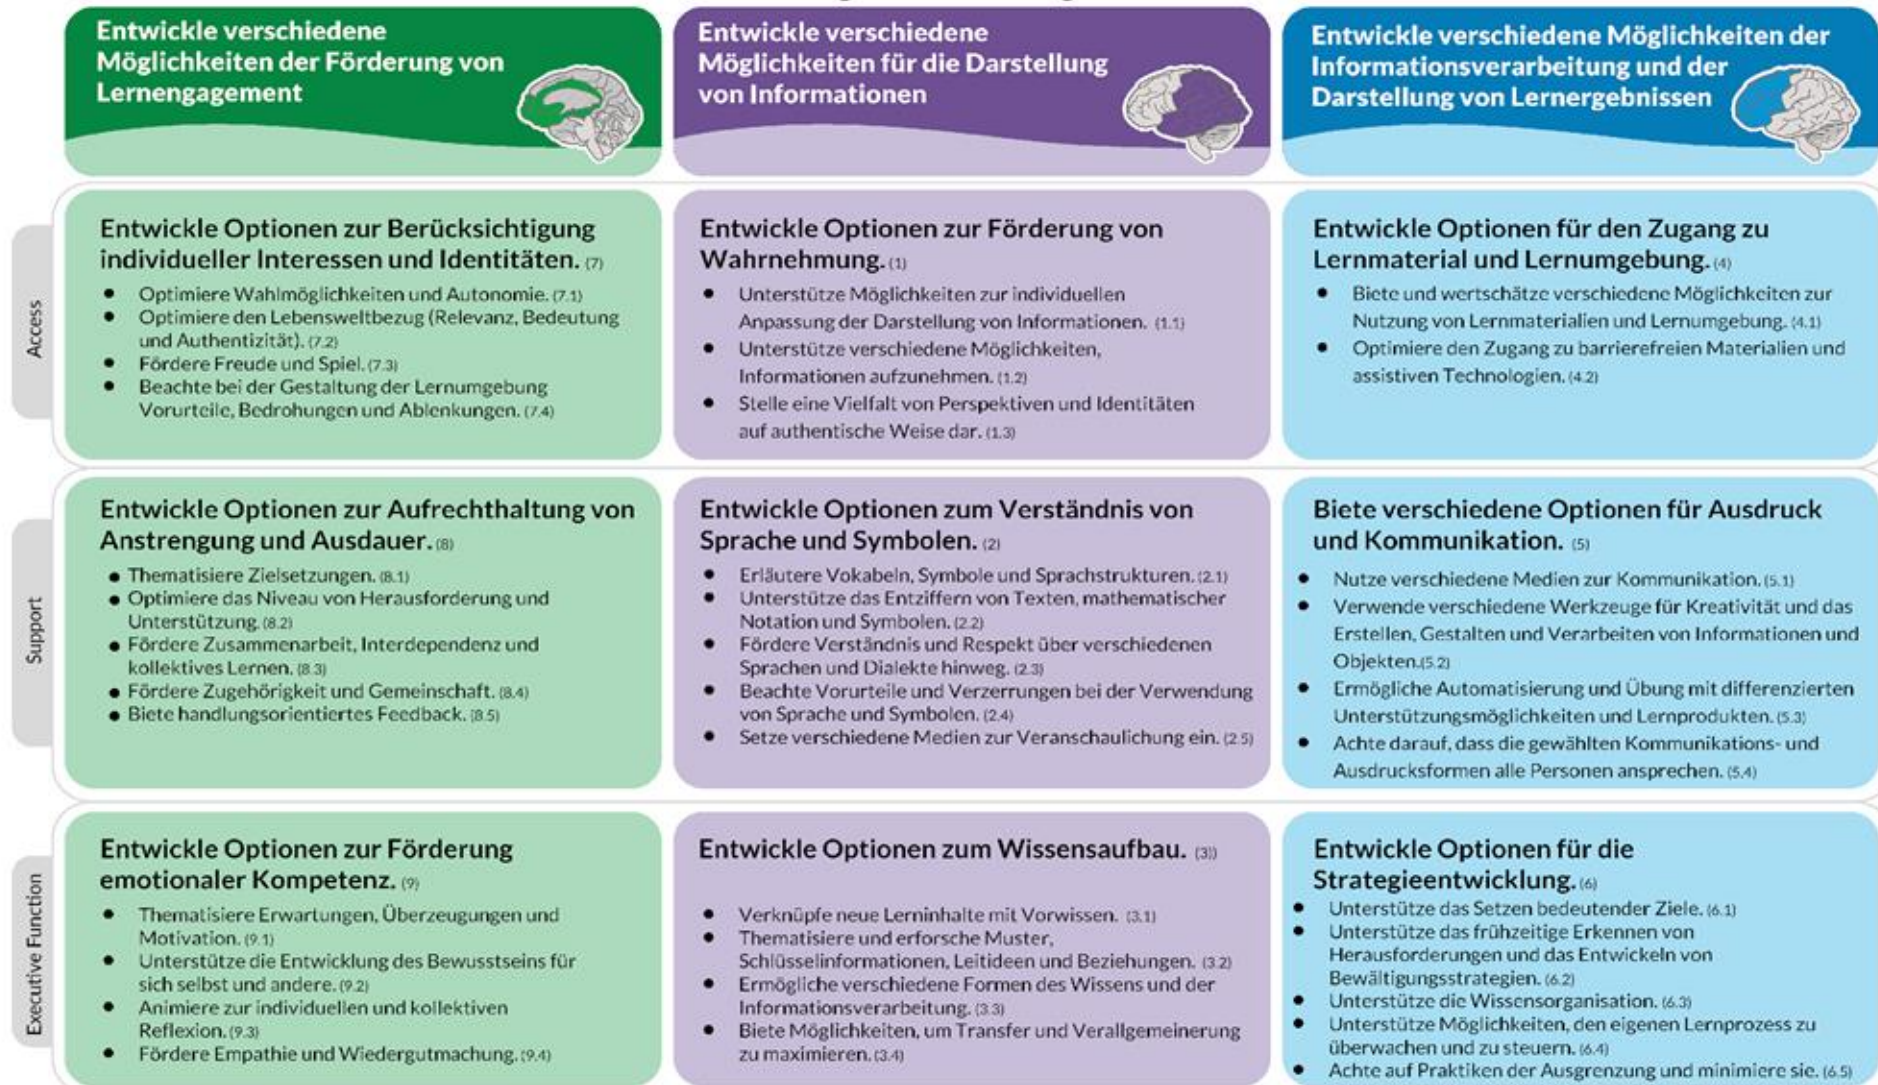 Entwickle verschiedene
Möglichkeiten der Förderung von
Lernengagement
Entwickle verschiedene
Möglichkeiten für die Darstellung
von Informationen
Entwickle verschiedene Möglichkeiten der
Informationsverarbeitung und der
Darstellung von Lernergebnissen
Access
Entwickle Optionen zur Berücksichtigung
individueller Interessen und Identitäten. (7)
• Optimiere Wahlmöglichkeiten und Autonomie. (7.1)
• Optimiere den Lebensweltbezug (Relevanz, Bedeutung
und Authentizität). (7.2)
• Fördere Freude und Spiel. (7.3)
• Beachte bei der Gestaltung der Lernumgebung
Vorurteile, Bedrohungen und Ablenkungen. (7.4)
Entwickle Optionen zur Förderung von
Wahrnehmung. (1)
• Unterstütze Möglichkeiten zur individuellen
Anpassung der Darstellung von Informationen. (1.1)
• Unterstütze verschiedene Möglichkeiten,
Informationen aufzunehmen. (1.2)
• Stelle eine Vielfalt von Perspektiven und Identitäten
auf authentische Weise dar. (1.3)
Entwickle Optionen für den Zugang zu
Lernmaterial und Lernumgebung. (4)
• Biete und wertschätze verschiedene Möglichkeiten zur
Nutzung von Lernmaterialien und Lernumgebung. (4.1)
• Optimiere den Zugang zu barrierefreien Materialien und
assistiven Technologien. (4.2)
Support
Entwickle Optionen zur Aufrechthaltung von
Anstrengung und Ausdauer. (8)
• Thematisiere Zielsetzungen. (8.1)
• Optimiere das Niveau von Herausforderung und
Unterstützung. (8.2)
• Fördere Zusammenarbeit, Interdependenz und
kollektives Lernen. (8.3)
• Fördere Zugehörigkeit und Gemeinschaft. (8.4)
• Biete handlungsorientiertes Feedback. (8.5)
Entwickle Optionen zum Verständnis von
Sprache und Symbolen. (2)
• Erläutere Vokabeln, Symbole und Sprachstrukturen. (2.1)
• Unterstütze das Entziffern von Texten, mathematischer
Notation und Symbolen. (2.2)
• Fördere Verständnis und Respekt über verschiedenen
Sprachen und Dialekte hinweg. (2.3)
• Beachte Vorurteile und Verzerrungen bei der Verwendung
von Sprache und Symbolen. (2.4)
• Setze verschiedene Medien zur Veranschaulichung ein. (2.5)
Biete verschiedene Optionen für Ausdruck
und Kommunikation. (5)
• Nutze verschiedene Medien zur Kommunikation. (5.1)
• Verwende verschiedene Werkzeuge für Kreativität und das
Erstellen, Gestalten und Verarbeiten von Informationen und
Objekten.(5.2)
• Ermögliche Automatisierung und Übung mit differenzierten
Unterstützungsmöglichkeiten und Lernprodukten. (5.3)
• Achte darauf, dass die gewählten Kommunikations- und
Ausdrucksformen alle Personen ansprechen. (5.4)
Executive Function
Entwickle Optionen zur Förderung
emotionaler Kompetenz. (9)
• Thematisiere Erwartungen, Überzeugungen und
Motivation. (9.1)
• Unterstütze die Entwicklung des Bewusstseins für
sich selbst und andere. (9.2)
• Animiere zur individuellen und kollektiven
Reflexion. (9.3)
• Fördere Empathie und Wiedergutmachung. (9.4)
Entwickle Optionen zum Wissensaufbau. (3))
• Verknüpfe neue Lerninhalte mit Vorwissen. (3.1)
• Thematisiere und erforsche Muster,
Schlüsselinformationen, Leitideen und Beziehungen. (3.2)
• Ermögliche verschiedene Formen des Wissens und der
Informationsverarbeitung. (3.3)
• Biete Möglichkeiten, um Transfer und Verallgemeinerung
zu maximieren. (3.4)
Entwickle Optionen für die
Strategieentwicklung. (6)
• Unterstütze das Setzen bedeutender Ziele. (6.1)
• Unterstütze das frühzeitige Erkennen von
Herausforderungen und das Entwickeln von
Bewältigungsstrategien. (6.2)
• Unterstütze die Wissensorganisation. (6.3)
• Unterstütze Möglichkeiten, den eigenen Lernprozess zu
überwachen und zu steuern. (6.4)
• Achte auf Praktiken der Ausgrenzung und minimiere sie. (6.5)